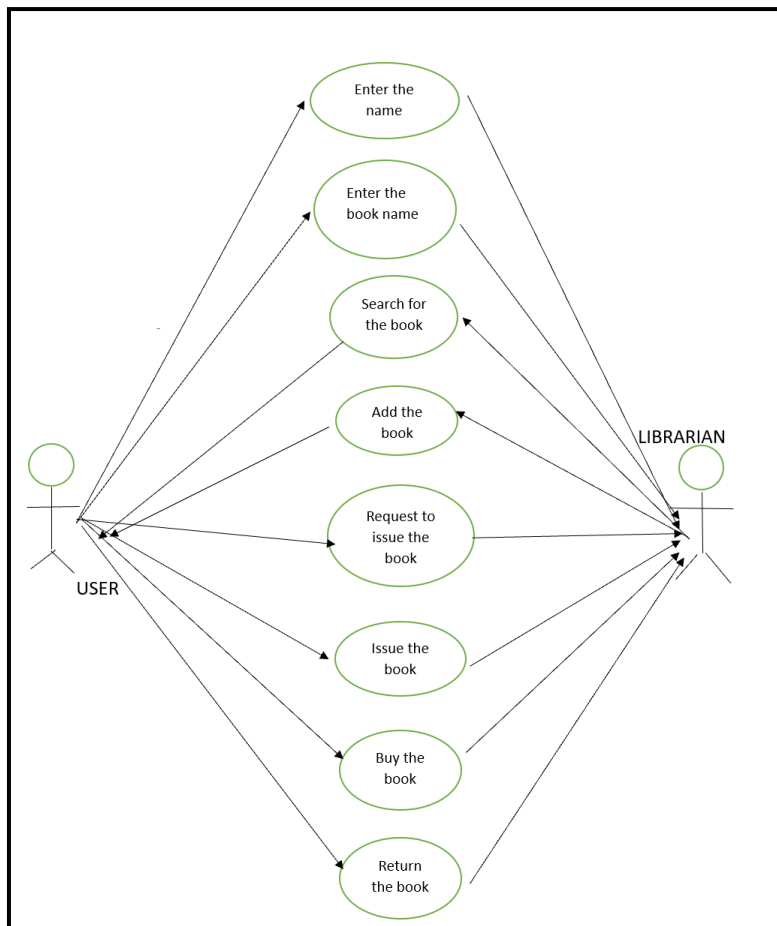 Enter the
name
Enter the
book name
Search for
the book
Add the
book
LIBRARIAN
Request to
issue the
book
USER
Issue the
book
Buy the
book
Return
the book